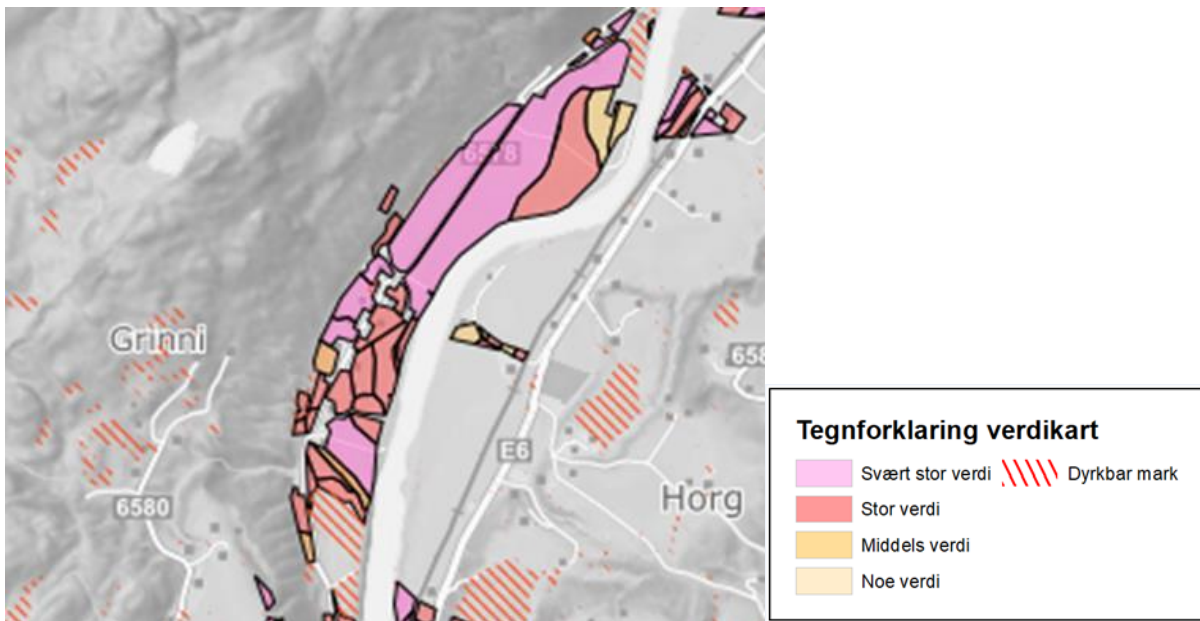 6578
Grinni
658
E6
Horg
6580
Tegnforklaring verdikart
Svært stor verdi
Dyrkbar mark
Stor verdi
Middels verdi
Noe verdi